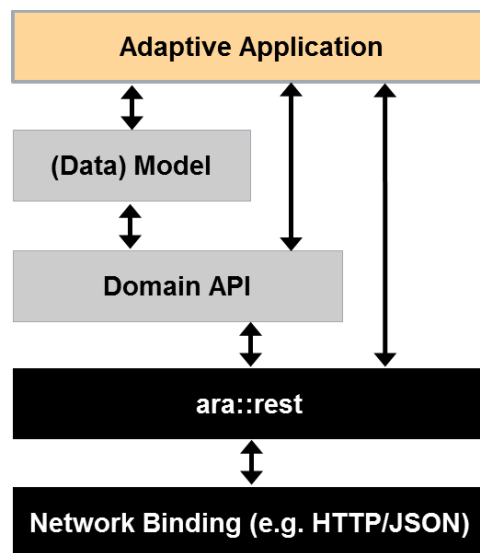 Adaptive Application
(Data) Model
Domain API
ara::rest
Network Binding (e.g. HTTP/JSON)